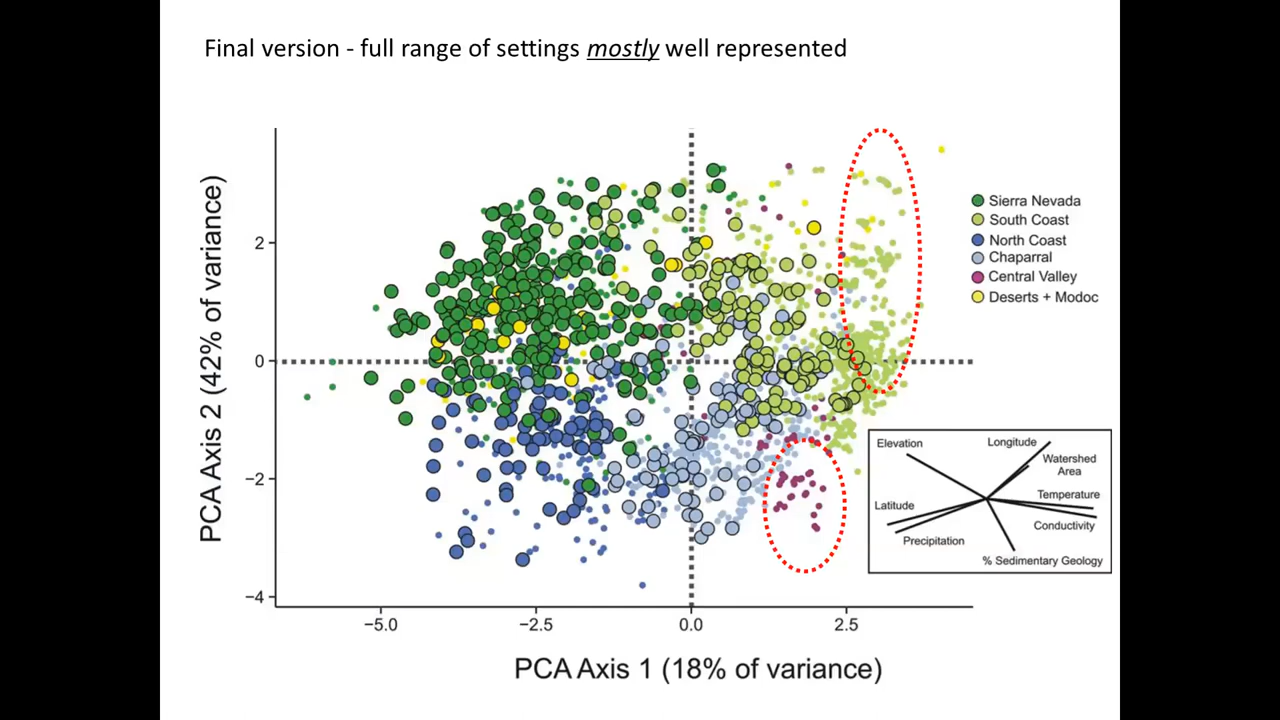 Final version - full range of settings mostly well represented
PCA Axis 2 (42% of variance)
2
0
−2
−4
−5.0
−2.5
0.0
2.5
PCA Axis 1 (18% of variance)
Sierra Nevada
South Coast
North Coast
Chaparral
Central Valley
Deserts + Modoc
Elevation
Longitude
Watershed
Area
Temperature
Latitude
Conductivity
Precipitation
% Sedimentary Geology